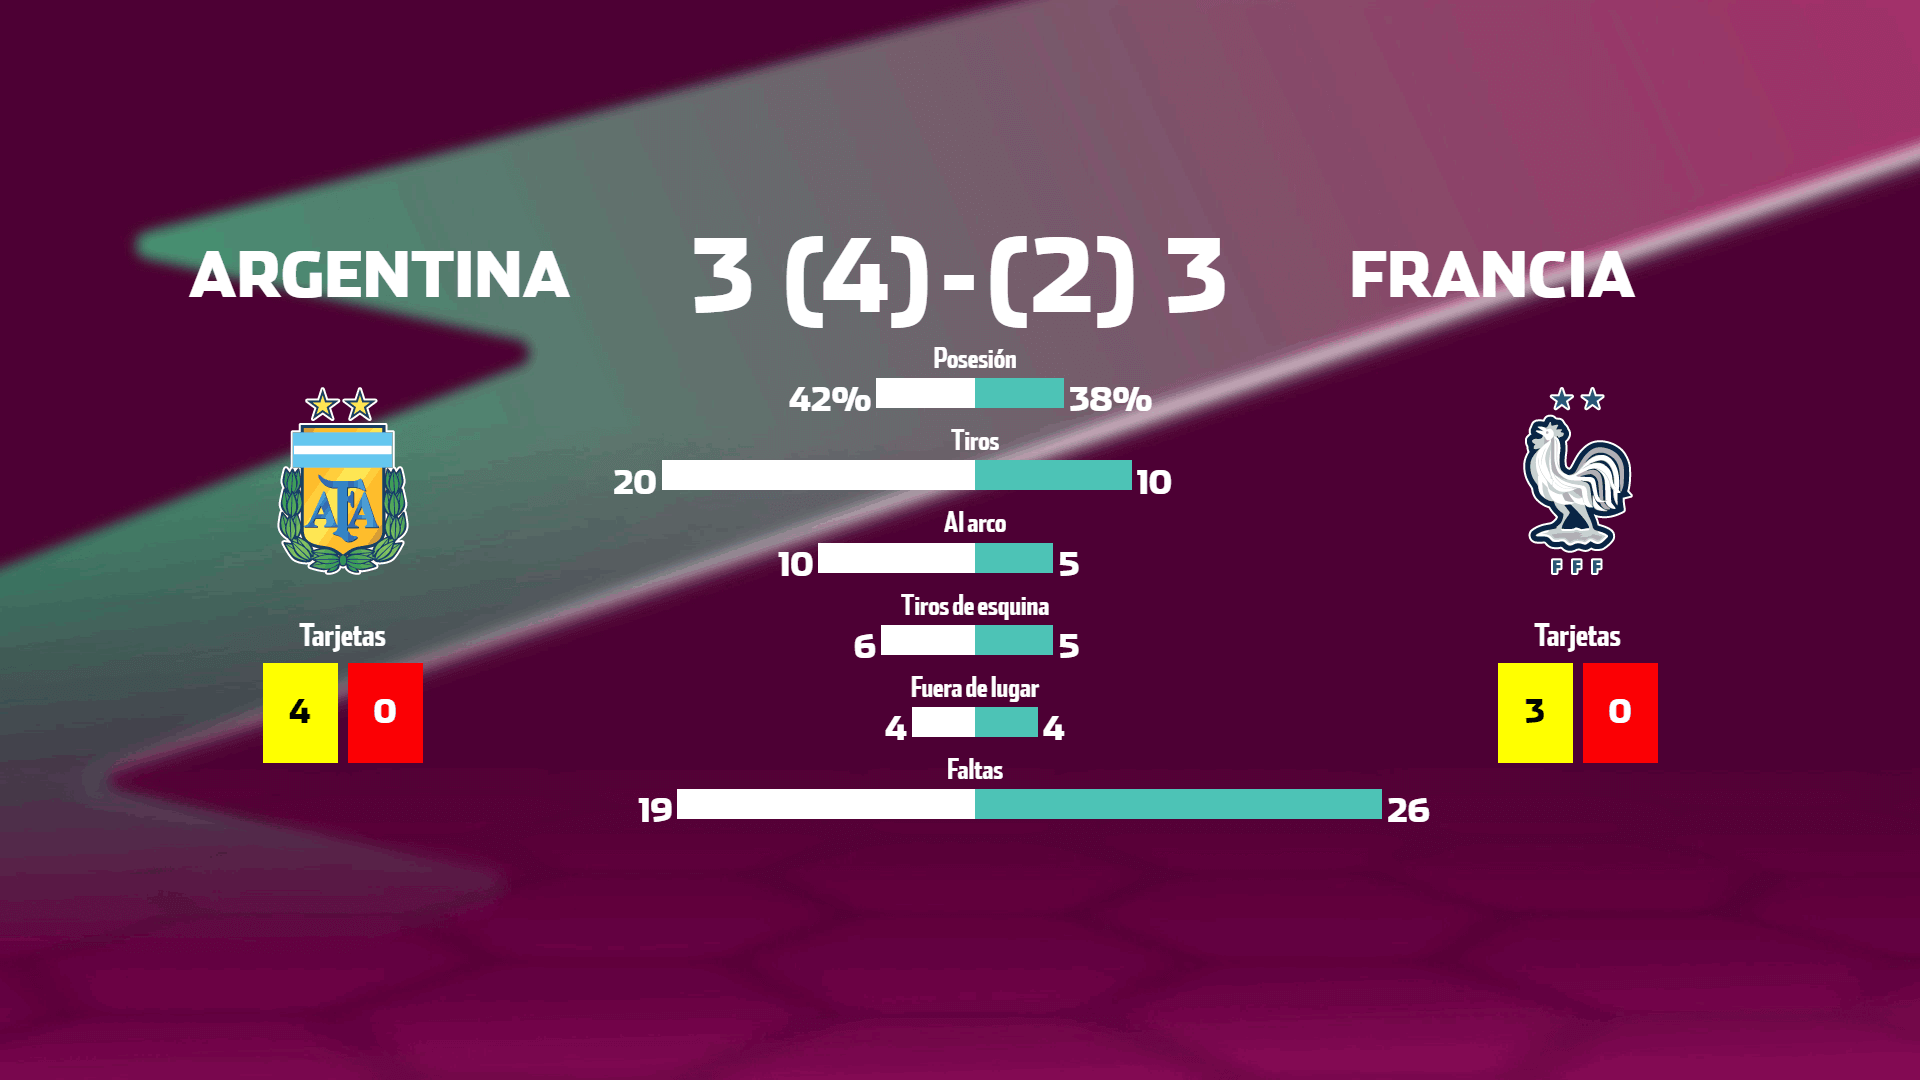 ARGENTINA 3 (4)-(2) 3 FRANCIA
Posesión
42% 38%
Tiros
20 10
Al arco
10 5
Tiros de esquina
6 5
Fuera de lugar
4 4
Faltas
19 26
AFA
Tarjetas
4 0
FFF
Tarjetas
3 0